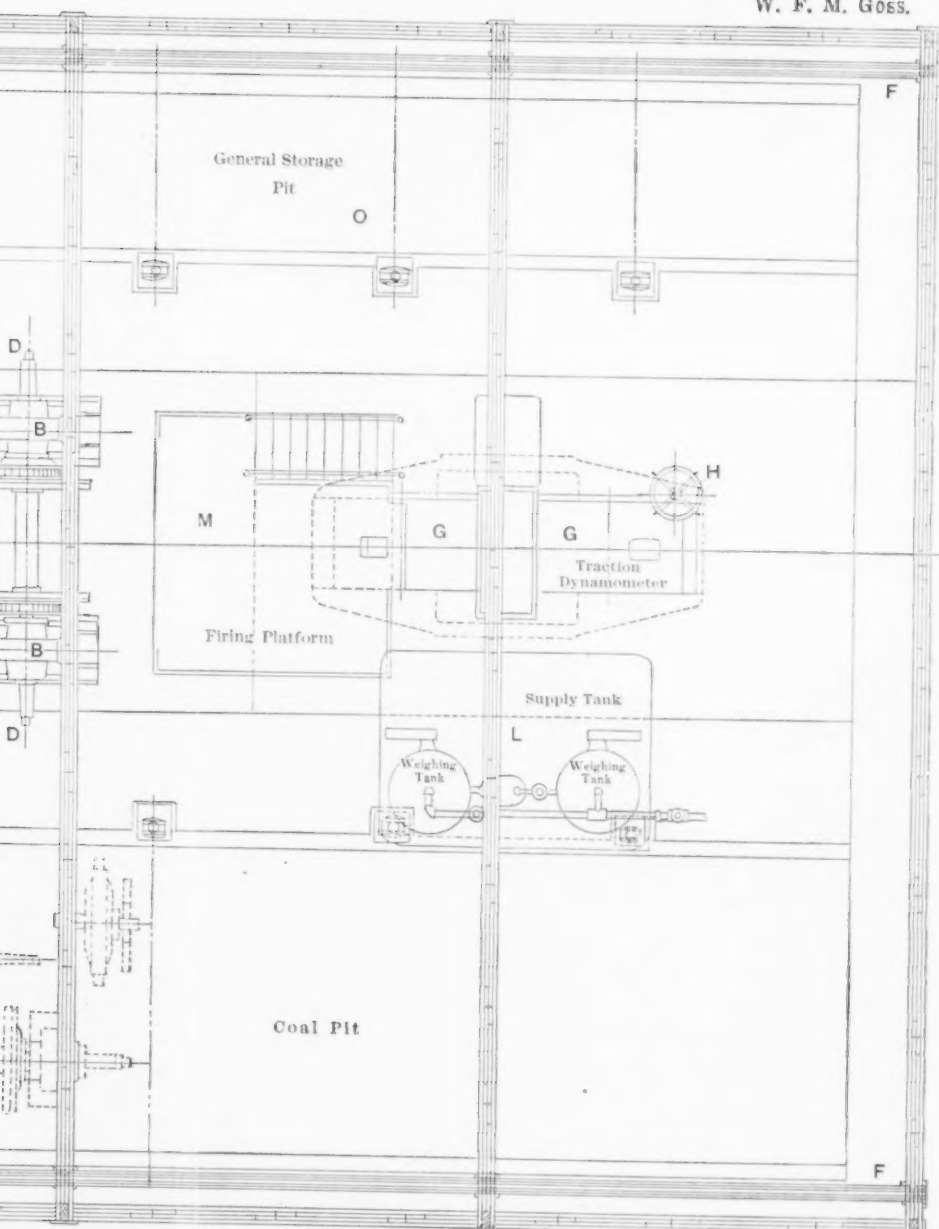 W. F. M. Goss.
F
General Storage
Pit
O
D
B
H
M
G
G
Traction
Dynamometer
Firing Platform
B
Supply Tank
D
L
Weighing
Tank
Weighing
Tank
Coal Pit
F